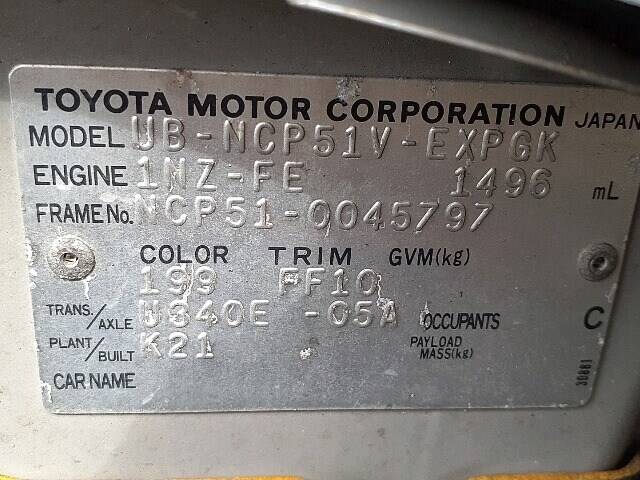 TOYOTA MOTOR CORPORATION JAPAN
MODEL UB-NCP51V-EXPGK
ENGINE 1NZ-FE 1496 mL
FRAME No. NCP51-0045797
COLOR TRIM GVM(kg)
199 FF10
TRANS./AXLE U340E -05A OCCUPANTS C
PLANT/BUILT K21 PAYLOAD MASS(kg)
CAR NAME
30881